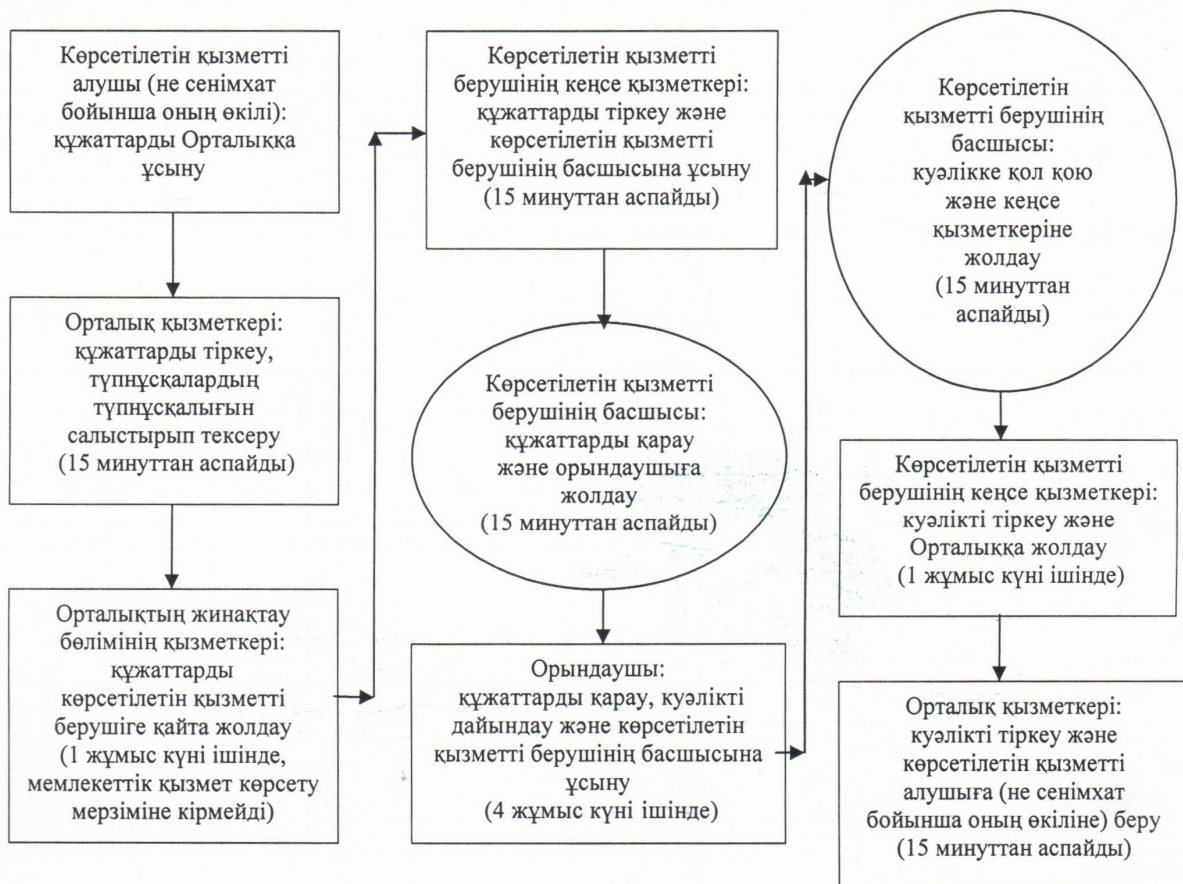 Көрсетілетін қызметті
алушы (не сенімхат
бойынша оның өкілі):
құжаттарды Орталыққа
ұсыну
Орталық қызметкері:
құжаттарды тіркеу,
түпнұсқалардың
түпнұсқалығын
салыстырып тексеру
(15 минуттан аспайды)
Орталықтың жинақтау
бөлімінің қызметкері:
құжаттарды
көрсетілетін қызметті
берушіге қайта жолдау
(1 жұмыс күні ішінде,
мемлекеттік қызмет көрсету
мерзіміне кірмейді)
Көрсетілетін қызметті
берушінің кеңсе қызметкері:
құжаттарды тіркеу және
көрсетілетін қызметті
берушінің басшысына ұсыну
(15 минуттан аспайды)
Көрсетілетін қызметті
берушінің басшысы:
құжаттарды қарау
және орындаушыға
жолдау
(15 минуттан аспайды)
Орындаушы:
құжаттарды қарау, куәлікті
дайындау және көрсетілетін
қызметті берушінің басшысына
ұсыну
(4 жұмыс күні ішінде)
Көрсетілетін
қызметті берушінің
басшысы:
куәлікке қол қою
және кеңсе
қызметкеріне
жолдау
(15 минуттан
аспайды)
Көрсетілетін қызметті
берушінің кеңсе қызметкері:
куәлікті тіркеу және
Орталыққа жолдау
(1 жұмыс күні ішінде)
Орталық қызметкері:
куәлікті тіркеу және
көрсетілетін қызметті
алушыға (не сенімхат
бойынша оның өкіліне) беру
(15 минуттан аспайды)